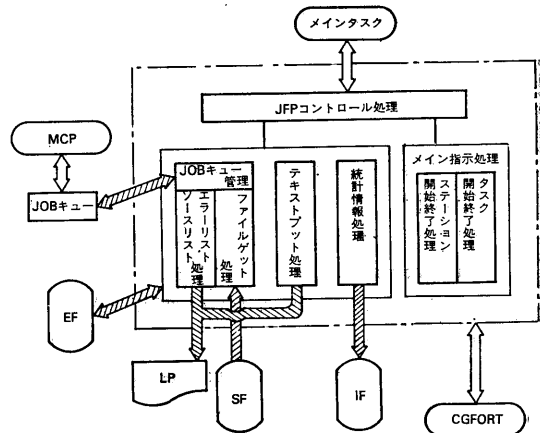 メインタスク
JFPコントロール処理
MCP
JOBキュー
JOBキュー
管理
ソースリスト
エラーリスト
処理
ファイルゲット
処理
テキストプット処理
統計情報処理
メイン指示処理
ステーション
開始終了処理
タスク
開始終了処理
EF
LP
SF
IF
CGFORT